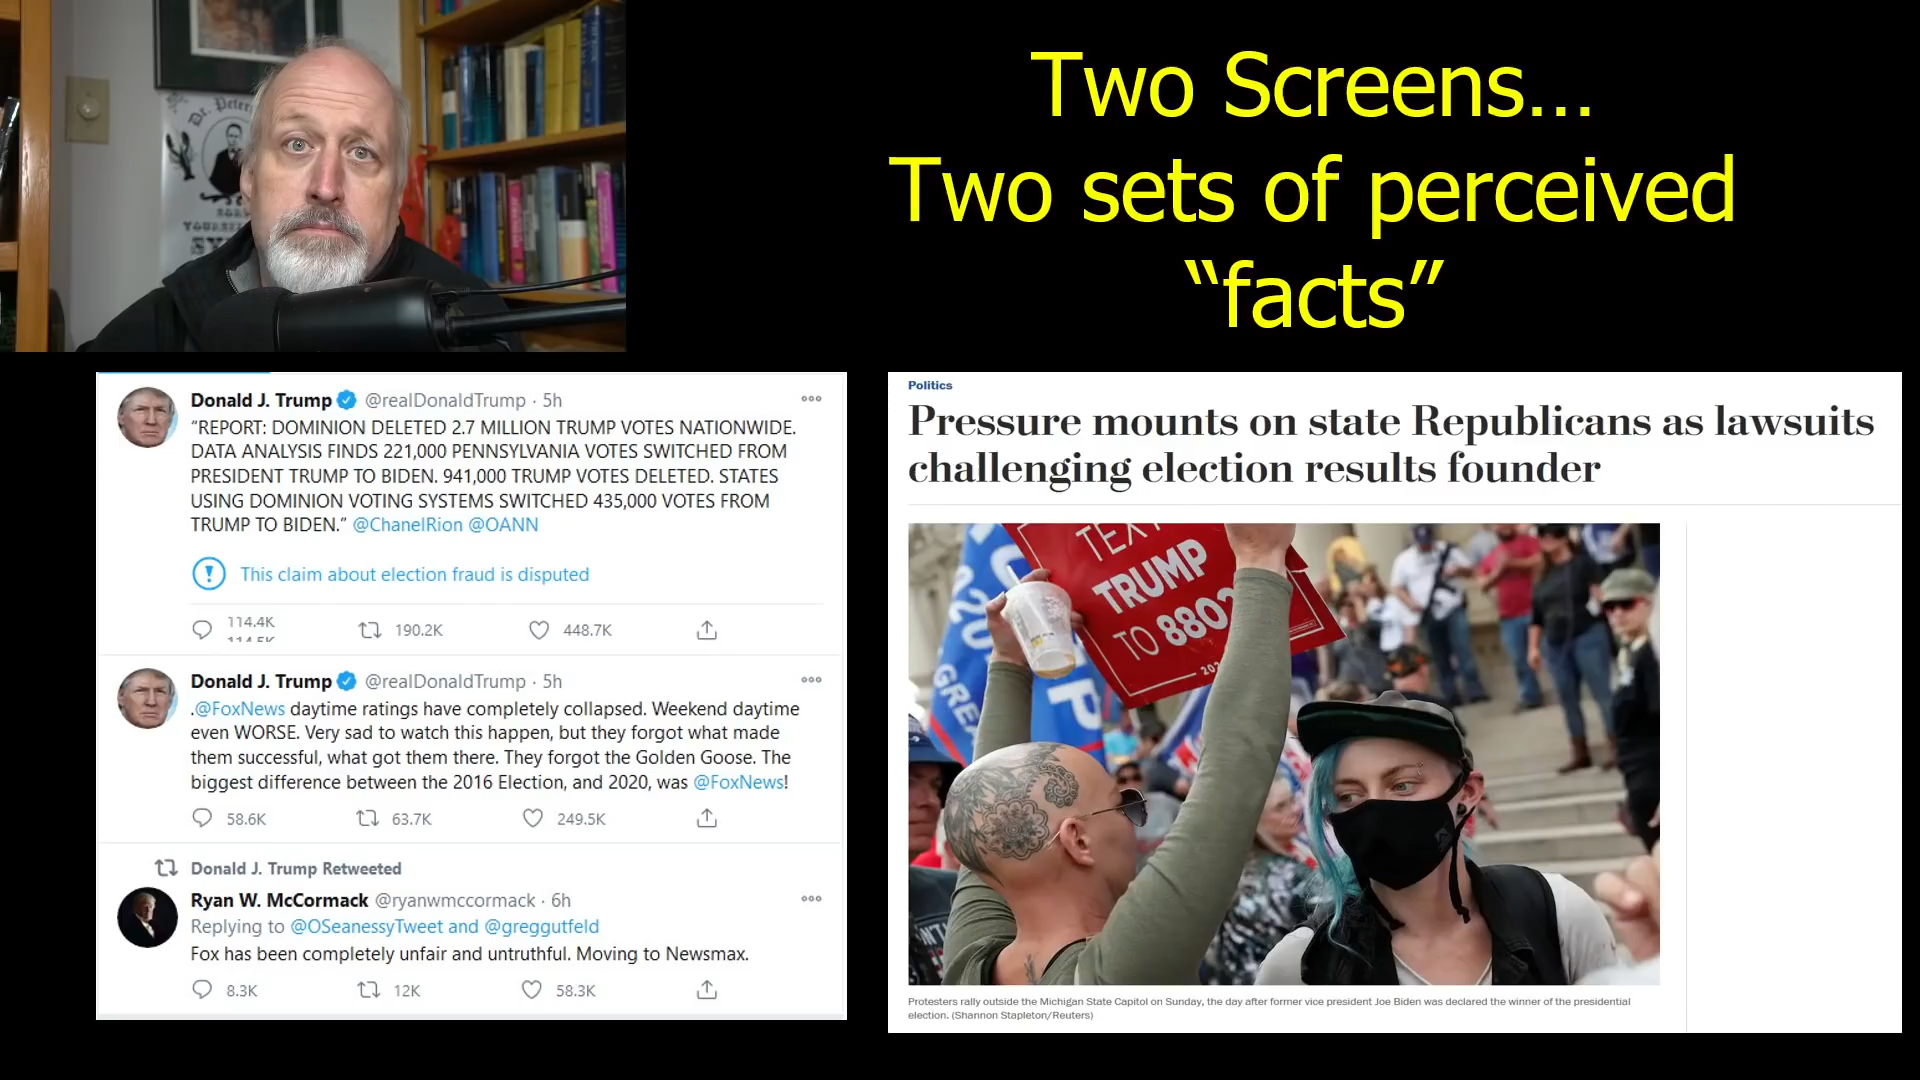 Dr. Peter
YOURSE
Two Screens...
Two sets of perceived
“facts”
Donald J. Trump @realDonaldTrump · 5h
“REPORT: DOMINION DELETED 2.7 MILLION TRUMP VOTES NATIONWIDE.
DATA ANALYSIS FINDS 221,000 PENNSYLVANIA VOTES SWITCHED FROM
PRESIDENT TRUMP TO BIDEN. 941,000 TRUMP VOTES DELETED. STATES
USING DOMINION VOTING SYSTEMS SWITCHED 435,000 VOTES FROM
TRUMP TO BIDEN.” @ChanelRion @OANN
This claim about election fraud is disputed
114.4K 190.2K 448.7K
114.5K
Donald J. Trump @realDonaldTrump · 5h
.@FoxNews daytime ratings have completely collapsed. Weekend daytime
even WORSE. Very sad to watch this happen, but they forgot what made
them successful, what got them there. They forgot the Golden Goose. The
biggest difference between the 2016 Election, and 2020, was @FoxNews!
58.6K 63.7K 249.5K
Donald J. Trump Retweeted
Ryan W. McCormack @ryanwmccormack · 6h
Replying to @OSeanessyTweet and @greggutfeld
Fox has been completely unfair and untruthful. Moving to Newsmax.
8.3K 12K 58.3K
Politics
Pressure mounts on state Republicans as lawsuits
challenging election results founder
TEXT
TRUMP
TO 8802
202
GREA
Protesters rally outside the Michigan State Capitol on Sunday, the day after former vice president Joe Biden was declared the winner of the presidential
election. (Shannon Stapleton/Reuters)